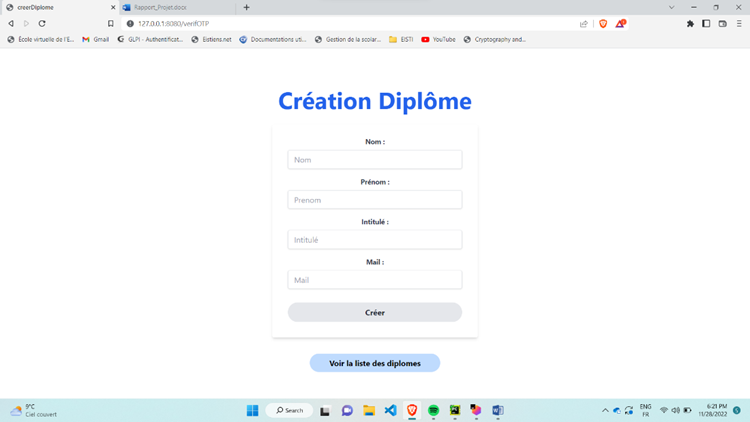 creerDiplome
Rapport_Projet.docx
127.0.0.1:8080/verifOTP
École virtuelle de l'E...
Gmail
GLPI - Authentificat...
Eistiens.net
Documentations uti...
Gestion de la scolar...
EISTI
YouTube
Cryptography and...
Création Diplôme
Nom :
Nom
Prénom :
Prenom
Intitulé :
Intitulé
Mail :
Mail
Créer
Voir la liste des diplomes
9°C
Ciel couvert
Search
ENG
FR
6:21 PM
11/28/2022